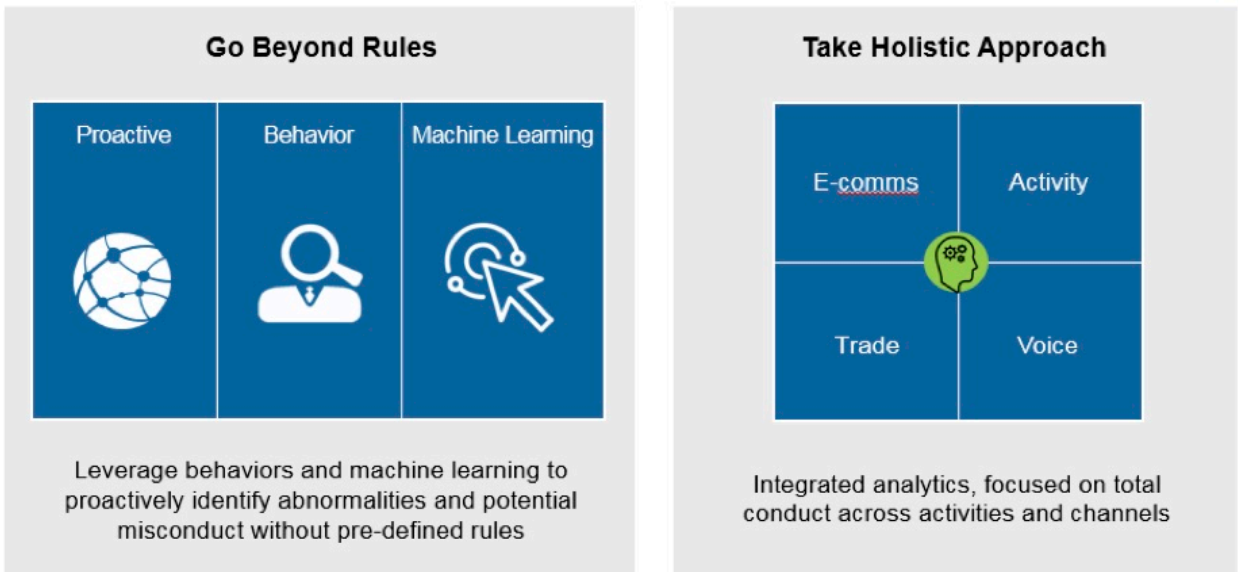 Go Beyond Rules
Proactive
Behavior
Machine Learning
Leverage behaviors and machine learning to
proactively identify abnormalities and potential
misconduct without pre-defined rules
Take Holistic Approach
E-comms
Activity
Trade
Voice
Integrated analytics, focused on total
conduct across activities and channels